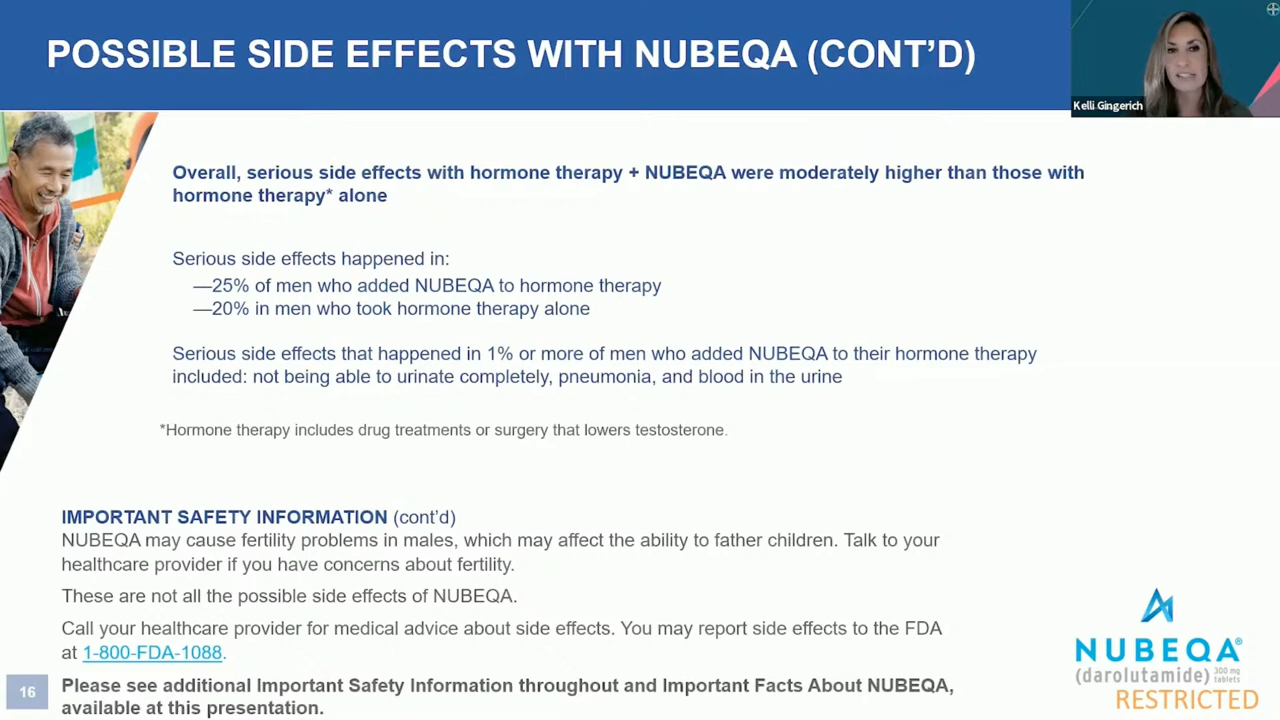 POSSIBLE SIDE EFFECTS WITH NUBEQA (CONT’D)
Kelli Gingerich
Overall, serious side effects with hormone therapy + NUBEQA were moderately higher than those with
hormone therapy* alone
Serious side effects happened in:
—25% of men who added NUBEQA to hormone therapy
—20% in men who took hormone therapy alone
Serious side effects that happened in 1% or more of men who added NUBEQA to their hormone therapy
included: not being able to urinate completely, pneumonia, and blood in the urine
*Hormone therapy includes drug treatments or surgery that lowers testosterone.
IMPORTANT SAFETY INFORMATION (cont’d)
NUBEQA may cause fertility problems in males, which may affect the ability to father children. Talk to your
healthcare provider if you have concerns about fertility.
These are not all the possible side effects of NUBEQA.
Call your healthcare provider for medical advice about side effects. You may report side effects to the FDA
at 1-800-FDA-1088.
Please see additional Important Safety Information throughout and Important Facts About NUBEQA,
available at this presentation.
16
NUBEQA®
(darolutamide) 300 mg tablets
RESTRICTED